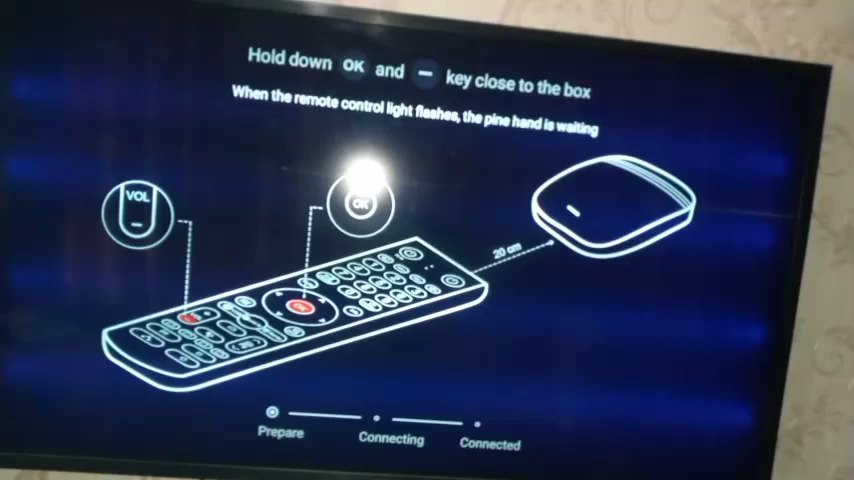 Hold down OK and − key close to the box
When the remote control light flashes, the pine hand is waiting
VOL
−
OK
20 cm
OK
Prepare
Connecting
Connected